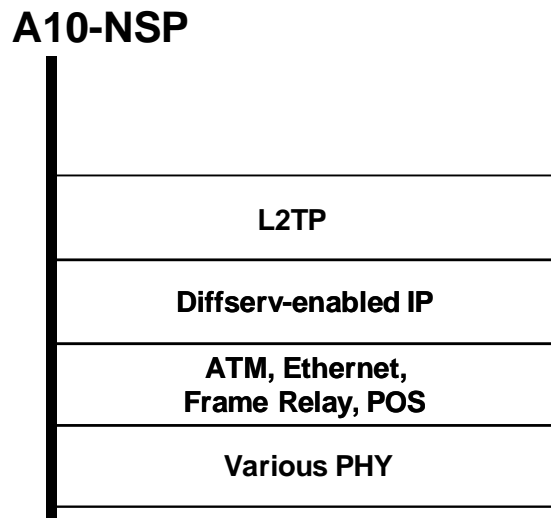 A10-NSP
L2TP
Diffserv-enabled IP
ATM, Ethernet,
Frame Relay, POS
Various PHY